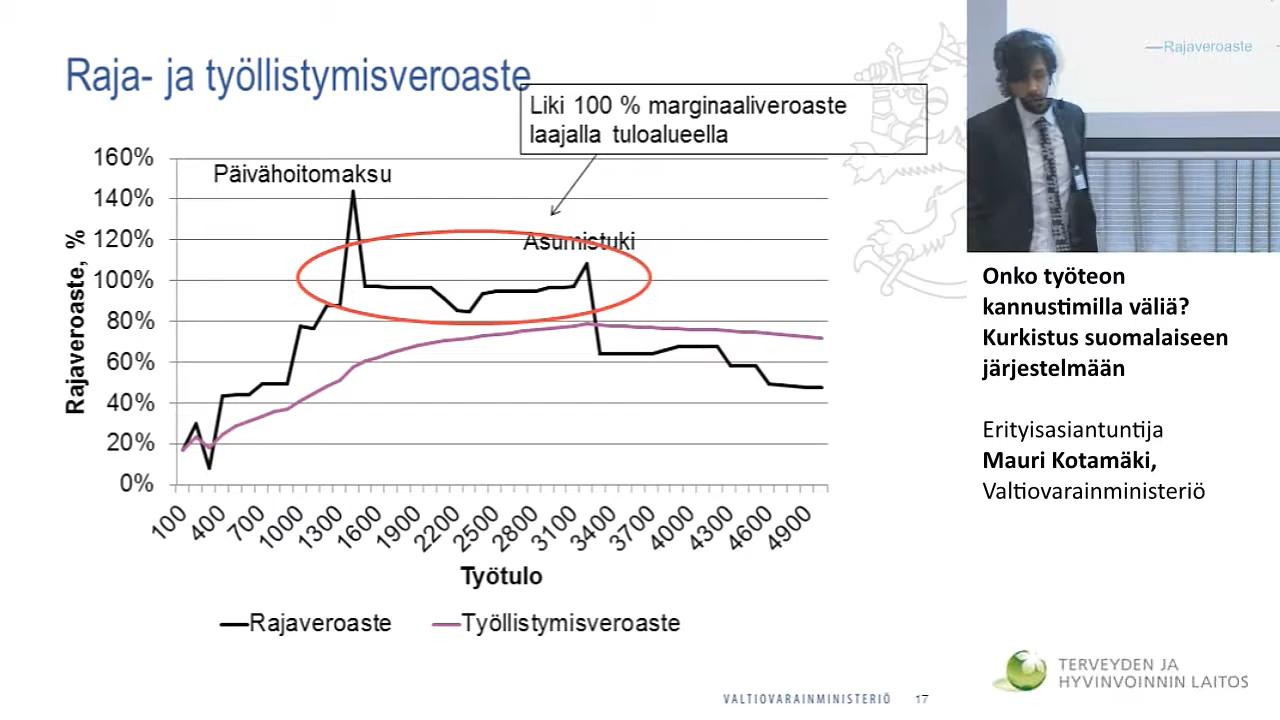 Raja- ja työllistymisveroaste
Liki 100 % marginaaliveroaste
laajalla tuloalueella
Päivähoitomaksu
Asumistuki
Rajaveroaste, %
160%
140%
120%
100%
80%
60%
40%
20%
0%
100
400
700
1000
1300
1600
1900
2200
2500
2800
3100
3400
3700
4000
4300
4600
4900
Työtulo
Rajaveroaste
Työllistymisveroaste
VALTIOVARAINMINISTERIÖ 17
Rajaveroaste
Onko työteon
kannustimilla väliä?
Kurkistus suomalaiseen
järjestelmään
Erityisasiantuntija
Mauri Kotamäki,
Valtiovarainministeriö
TERVEYDEN JA
HYVINVOINNIN LAITOS